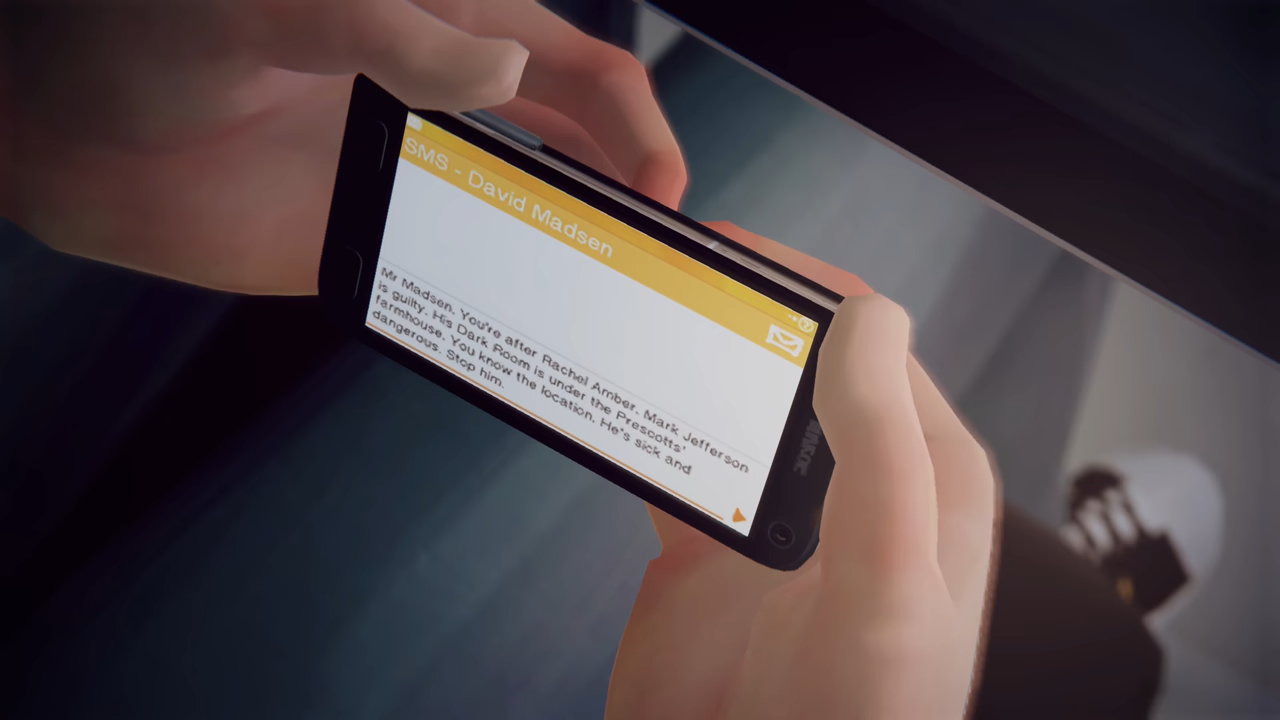 SMS - David Madsen
Mr Madsen. You're after Rachel Amber. Mark Jefferson
is guilty. His Dark Room is under the Prescotts'
farmhouse. You know the location. He's sick and
dangerous. Stop him.